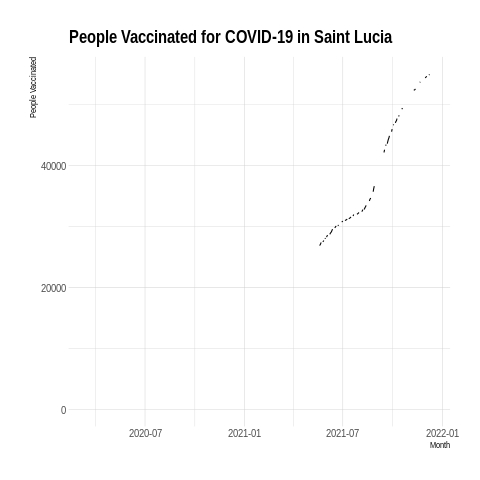 People Vaccinated for COVID-19 in Saint Lucia
People Vaccinated
40000
20000
0
2020-07 2021-01 2021-07 2022-01
Month